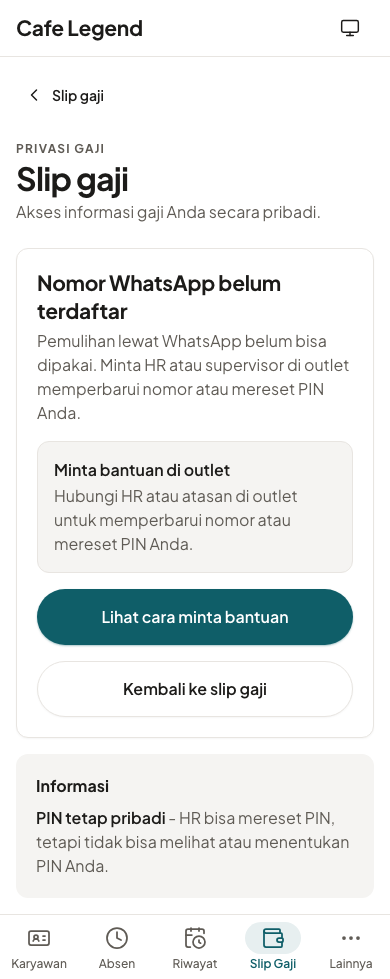 Cafe Legend
Slip gaji
PRIVASI GAJI
Slip gaji
Akses informasi gaji Anda secara pribadi.
Nomor WhatsApp belum
terdaftar
Pemulihan lewat WhatsApp belum bisa
dipakai. Minta HR atau supervisor di outlet
memperbarui nomor atau mereset PIN
Anda.
Minta bantuan di outlet
Hubungi HR atau atasan di outlet
untuk memperbarui nomor atau
mereset PIN Anda.
Lihat cara minta bantuan
Kembali ke slip gaji
Informasi
PIN tetap pribadi - HR bisa mereset PIN,
tetapi tidak bisa melihat atau menentukan
PIN Anda.
Karyawan Absen Riwayat Slip Gaji Lainnya